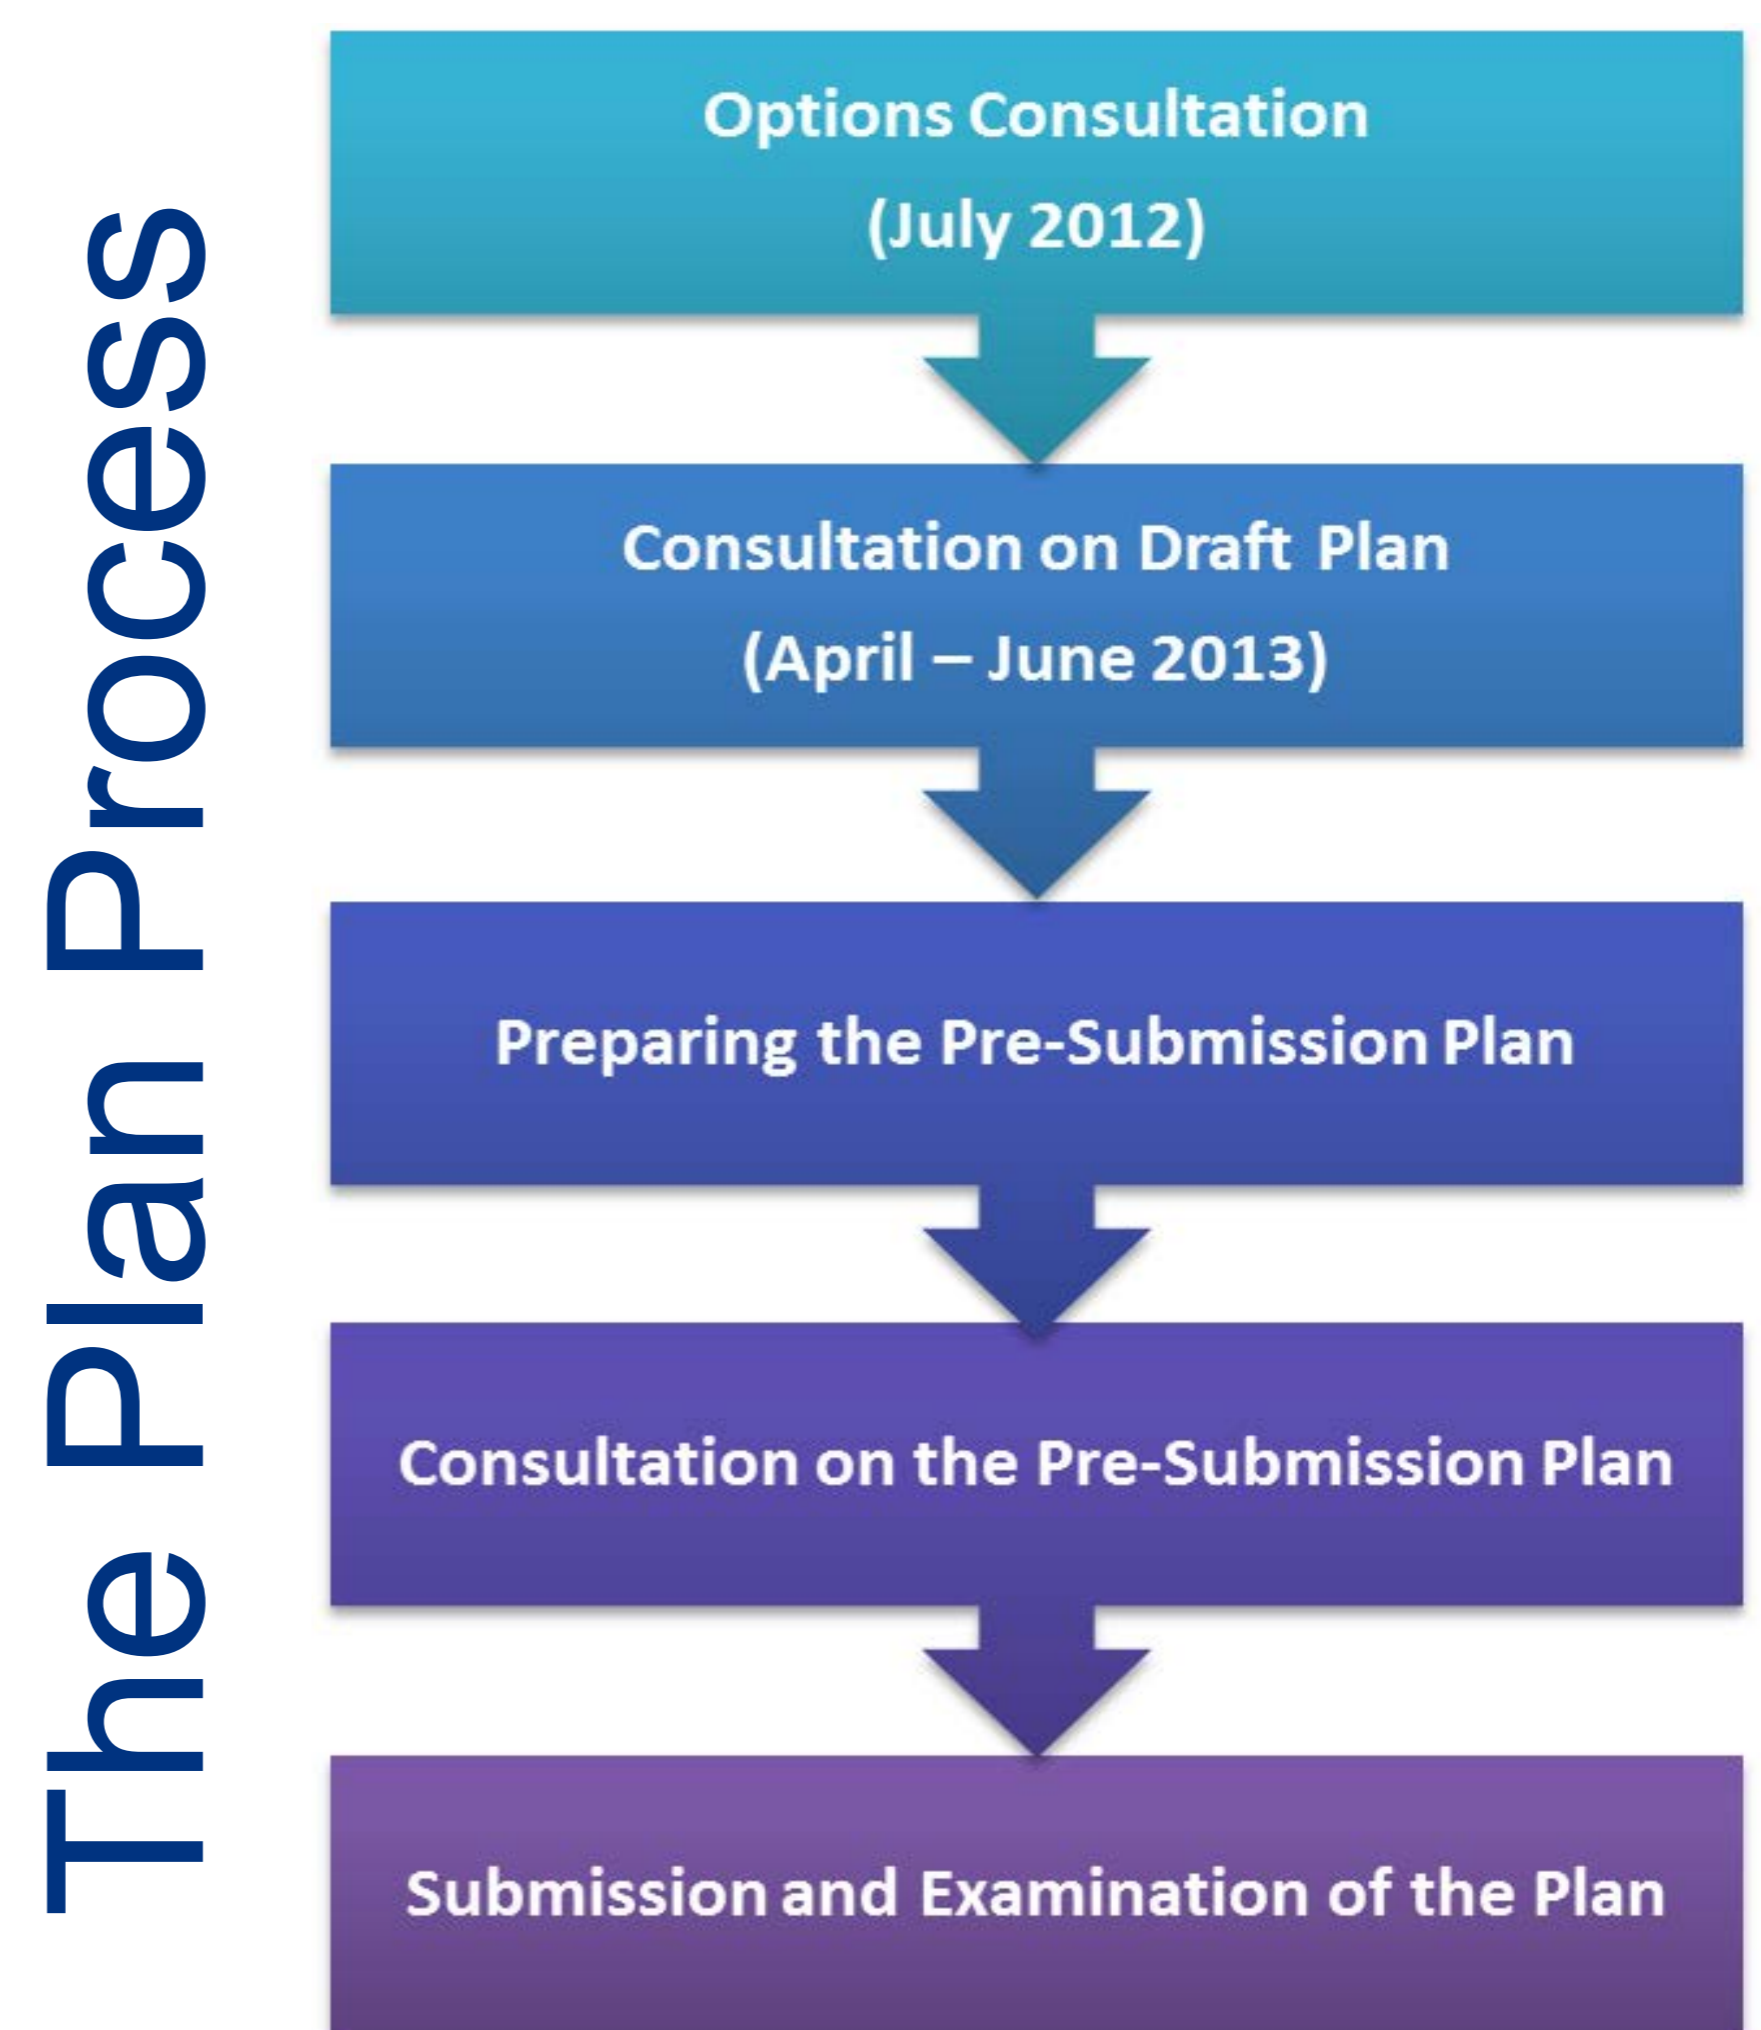 The Plan Process
Options Consultation
(July 2012)
Consultation on Draft Plan
(April – June 2013)
Preparing the Pre-Submission Plan
Consultation on the Pre-Submission Plan
Submission and Examination of the Plan